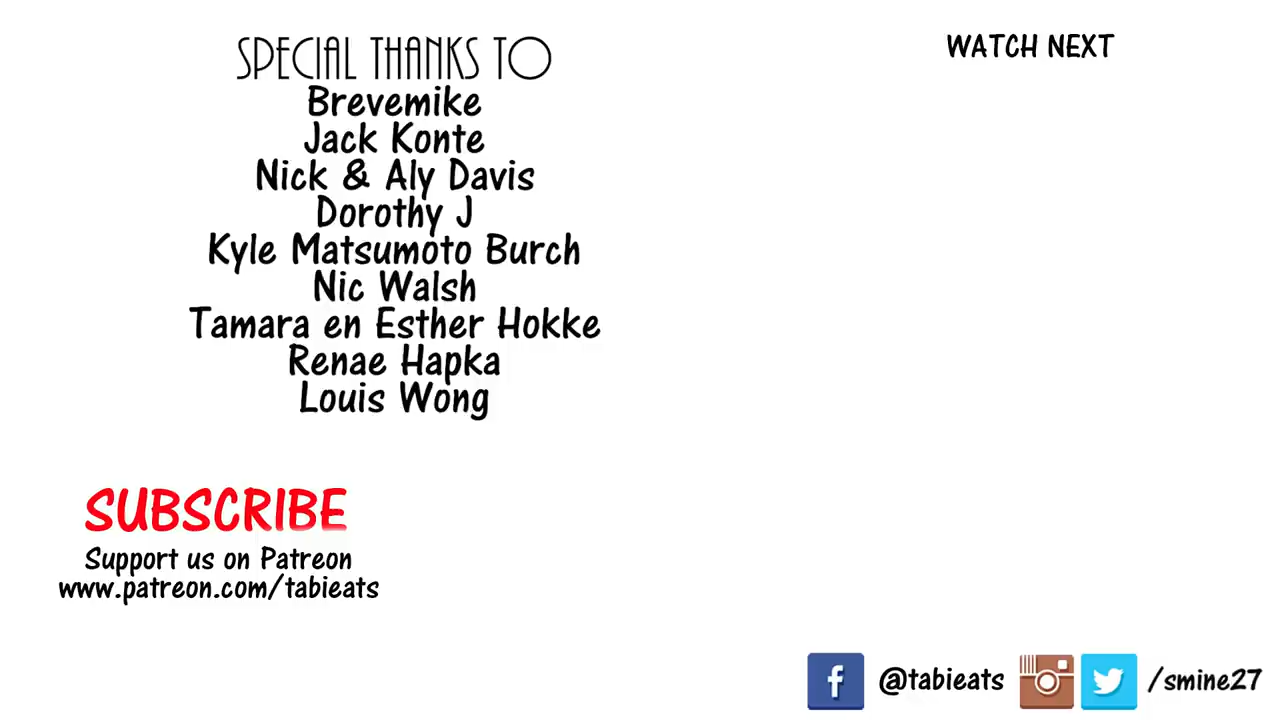 SPECIAL THANKS TO
Brevemike
Jack Konte
Nick & Aly Davis
Dorothy J
Kyle Matsumoto Burch
Nic Walsh
Tamara en Esther Hokke
Renae Hapka
Louis Wong
WATCH NEXT
SUBSCRIBE
Support us on Patreon
www.patreon.com/tabieats
f @tabieats /smine27